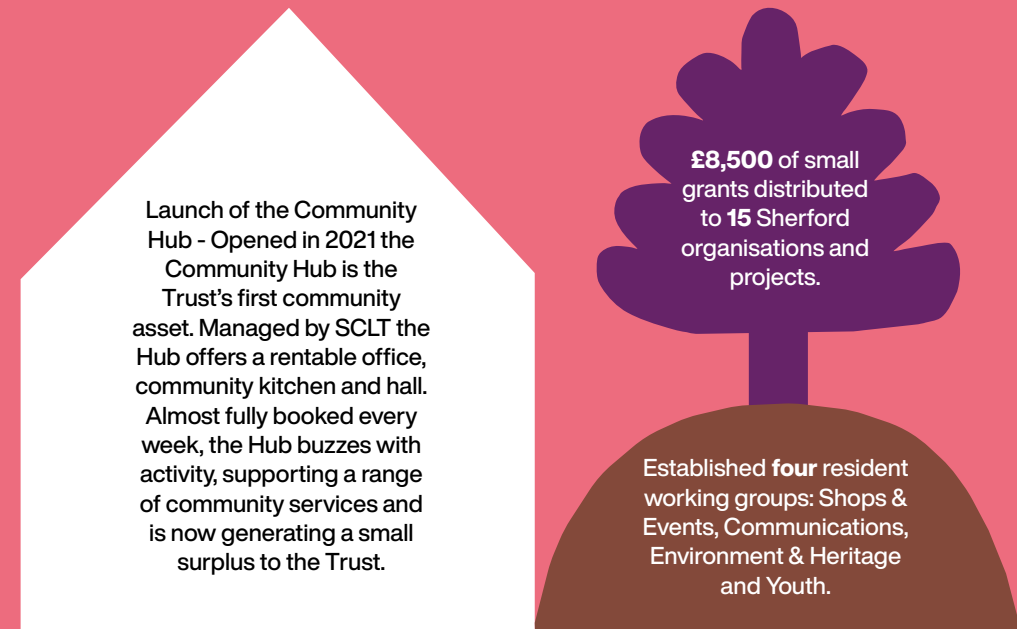 Launch of the Community
Hub - Opened in 2021 the
Community Hub is the
Trust’s first community
asset. Managed by SCLT the
Hub offers a rentable office,
community kitchen and hall.
Almost fully booked every
week, the Hub buzzes with
activity, supporting a range
of community services and
is now generating a small
surplus to the Trust.
£8,500 of small
grants distributed
to 15 Sherford
organisations and
projects.
Established four resident
working groups: Shops &
Events, Communications,
Environment & Heritage
and Youth.